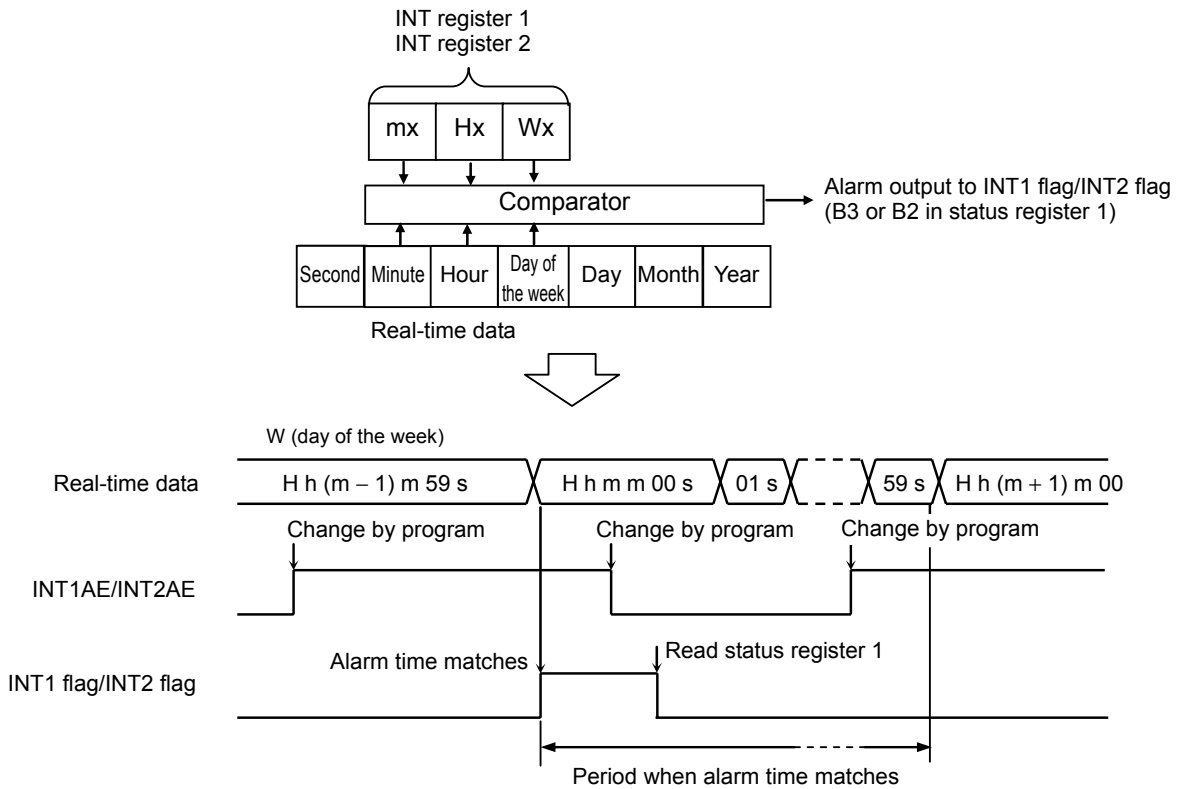 INT register 1
INT register 2
mx Hx Wx
Comparator
Alarm output to INT1 flag/INT2 flag
(B3 or B2 in status register 1)
Second Minute Hour Day of the week Day Month Year
Real-time data
W (day of the week)
Real-time data H h (m − 1) m 59 s H h m m 00 s 01 s 59 s H h (m + 1) m 00
Change by program Change by program Change by program
INT1AE/INT2AE
Alarm time matches Read status register 1
INT1 flag/INT2 flag
Period when alarm time matches